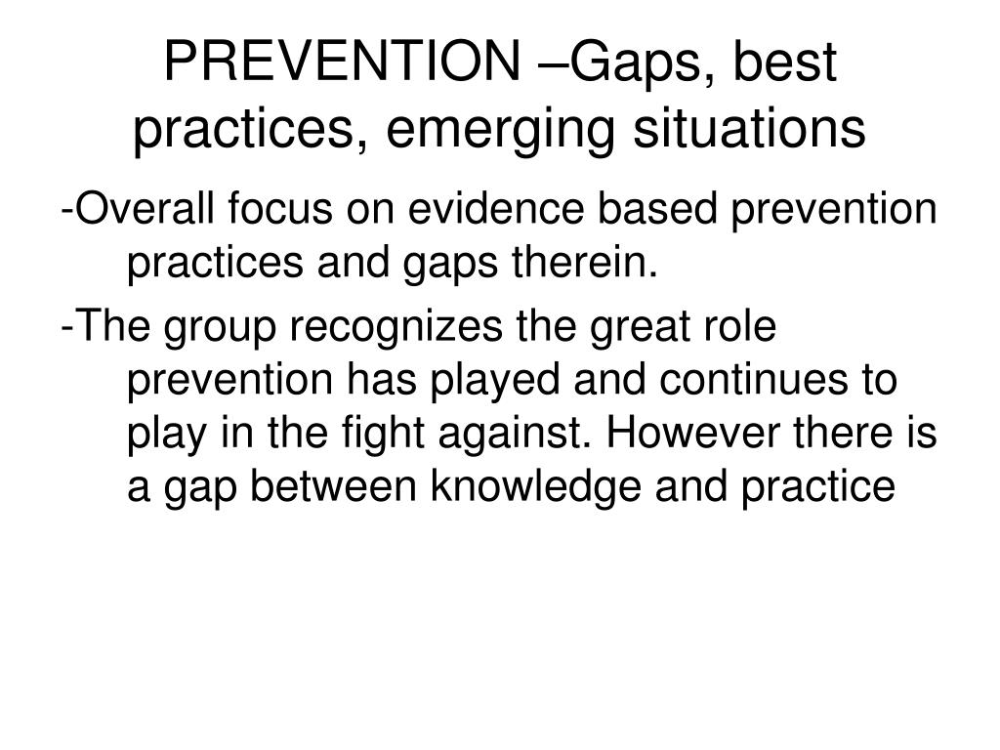 PREVENTION –Gaps, best
practices, emerging situations
-Overall focus on evidence based prevention
practices and gaps therein.
-The group recognizes the great role
prevention has played and continues to
play in the fight against. However there is
a gap between knowledge and practice